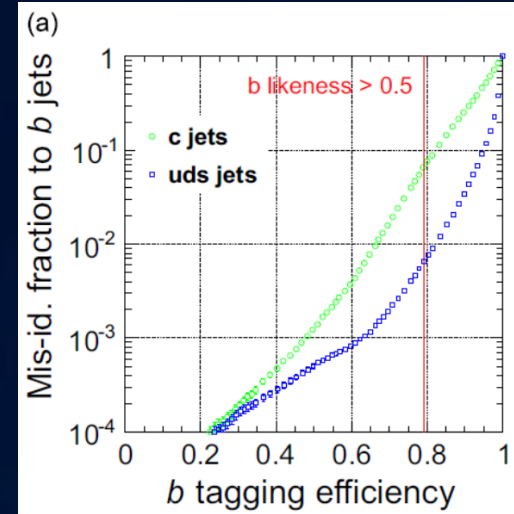 (a)
Mis-id. fraction to b jets
1
10-1
10-2
10-3
10-4
b likeness > 0.5
c jets
uds jets
0 0.2 0.4 0.6 0.8 1
b tagging efficiency